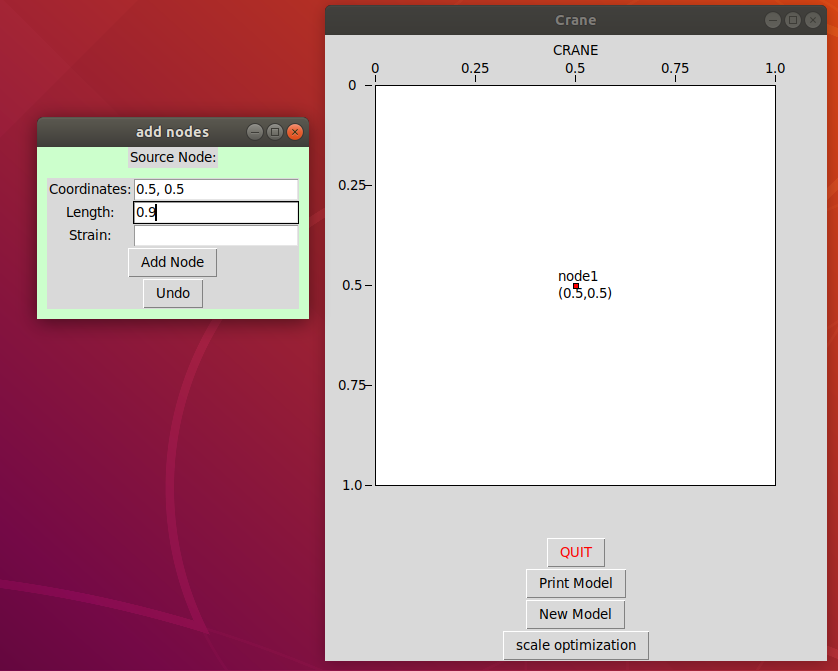 add nodes
Source Node:
Coordinates: 0.5, 0.5
Length: 0.9
Strain:
Add Node
Undo
Crane
CRANE
0 0.25 0.5 0.75 1.0
0
0.25
0.5
0.75
1.0
node1
(0.5,0.5)
QUIT
Print Model
New Model
scale optimization